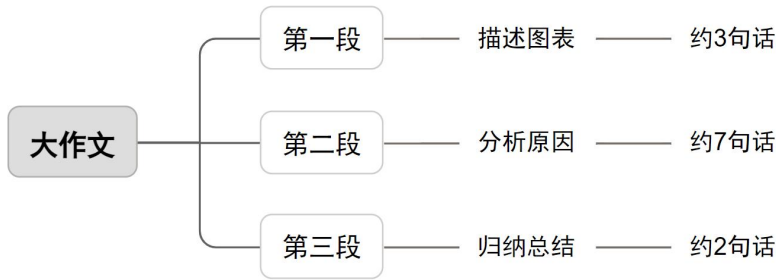 大作文
第一段 描述图表 约3句话
第二段 分析原因 约7句话
第三段 归纳总结 约2句话